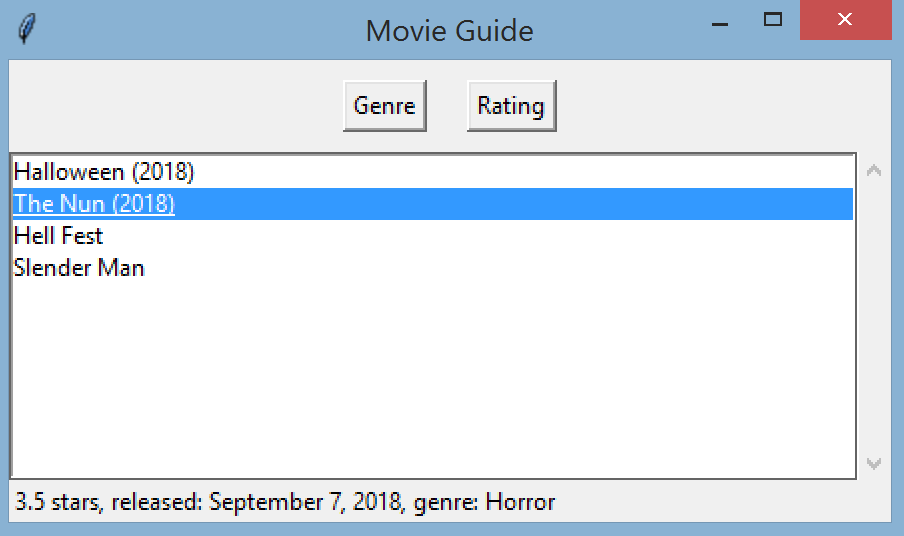 Movie Guide
Genre Rating
Halloween (2018)
The Nun (2018)
Hell Fest
Slender Man
3.5 stars, released: September 7, 2018, genre: Horror